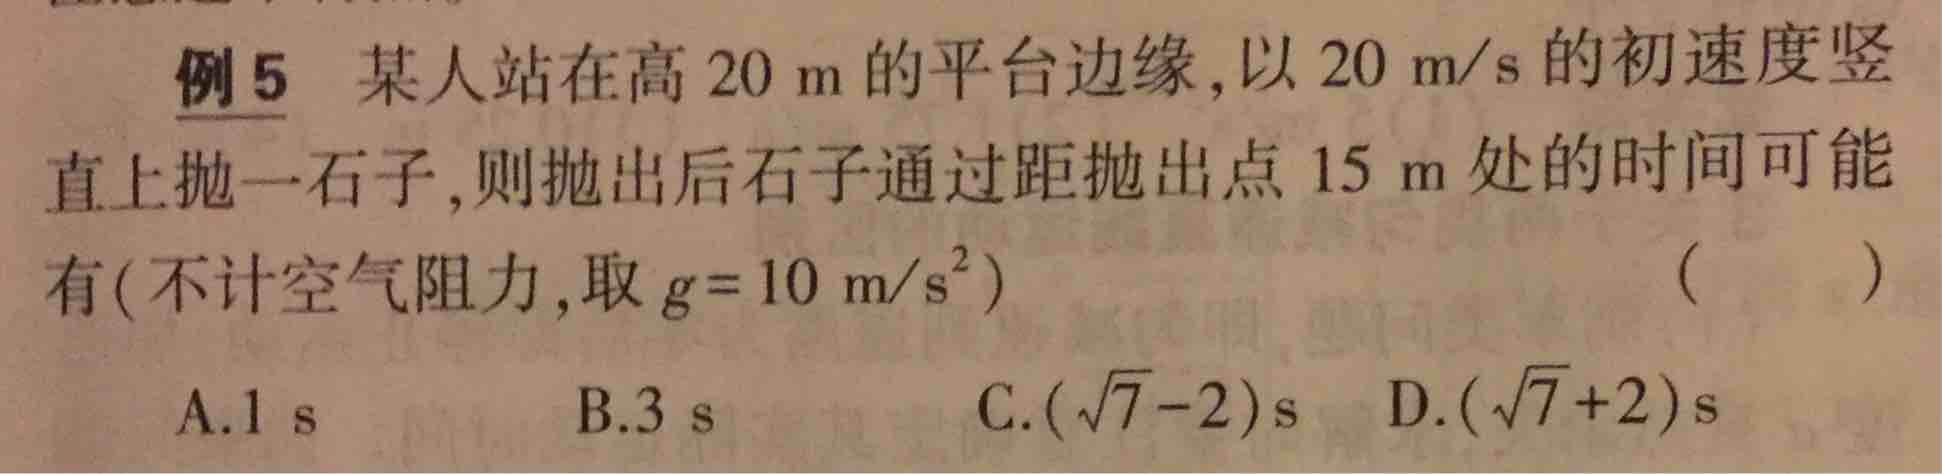 例5 某人站在高 20 m 的平台边缘,以 20 m/s 的初速度竖
直上抛一石子,则抛出后石子通过距抛出点 15 m 处的时间可能
有(不计空气阻力,取 g=10 m/s²) ( )
A.1 s B.3 s C.(√7-2)s D.(√7+2)s